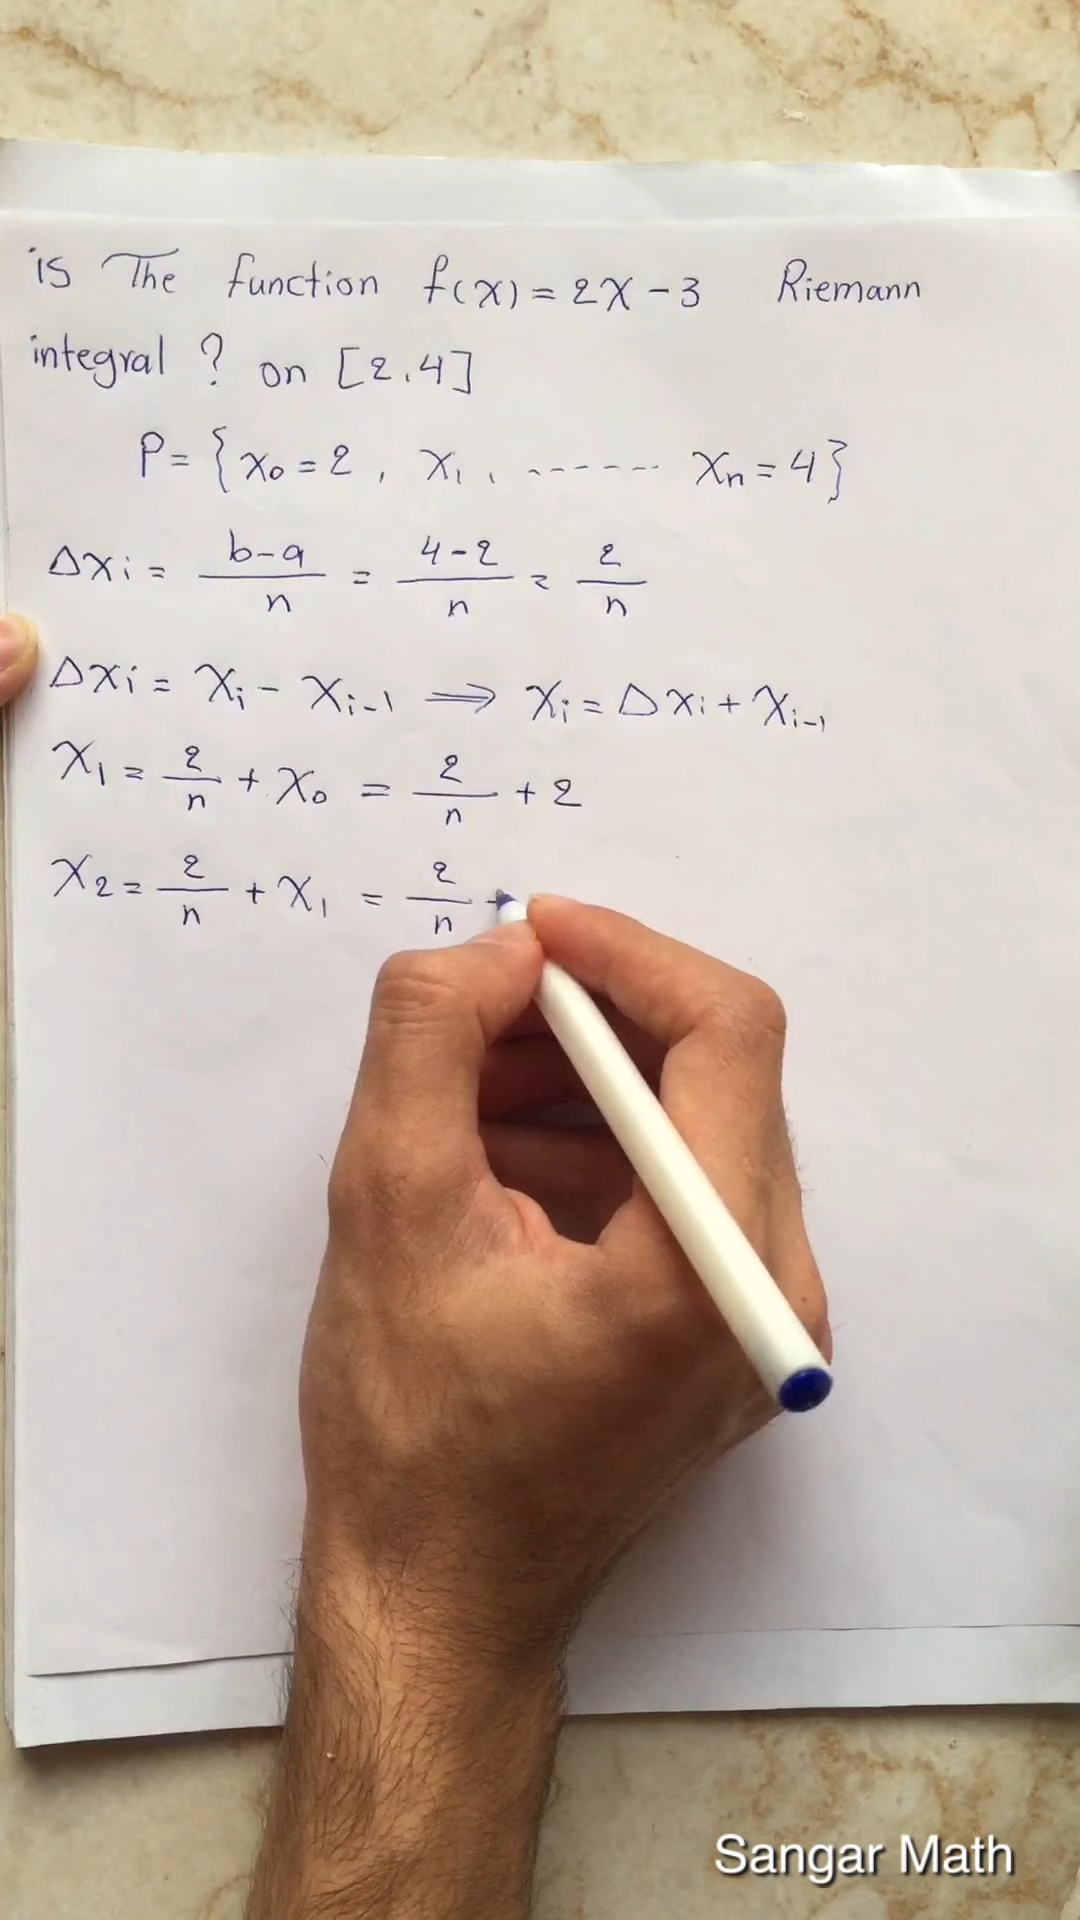 is The function f(x) = 2x - 3 Riemann
integral ? on [2.4]
P = { x₀ = 2 , x₁ , ------ xₙ = 4 }
Δxᵢ = (b-a)/n = (4-2)/n = 2/n
Δxᵢ = xᵢ - xᵢ₋₁ ⟹ xᵢ = Δxᵢ + xᵢ₋₁
x₁ = 2/n + x₀ = 2/n + 2
x₂ = 2/n + x₁ = 2/n
Sangar Math